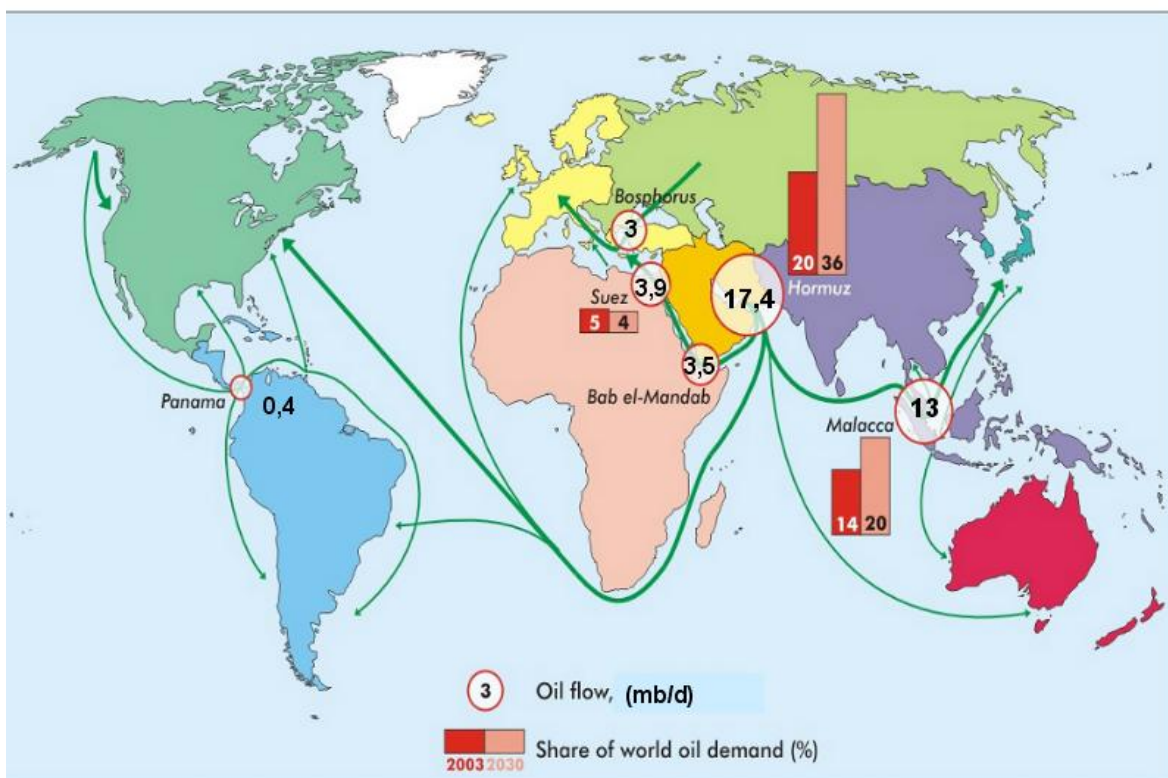 Bosphorus
3
20 36
Hormuz
3,9
17,4
Suez
5 4
3,5
Bab el-Mandab
Panama
0,4
13
Malacca
14 20
3 Oil flow, (mb/d)
Share of world oil demand (%)
2003 2030